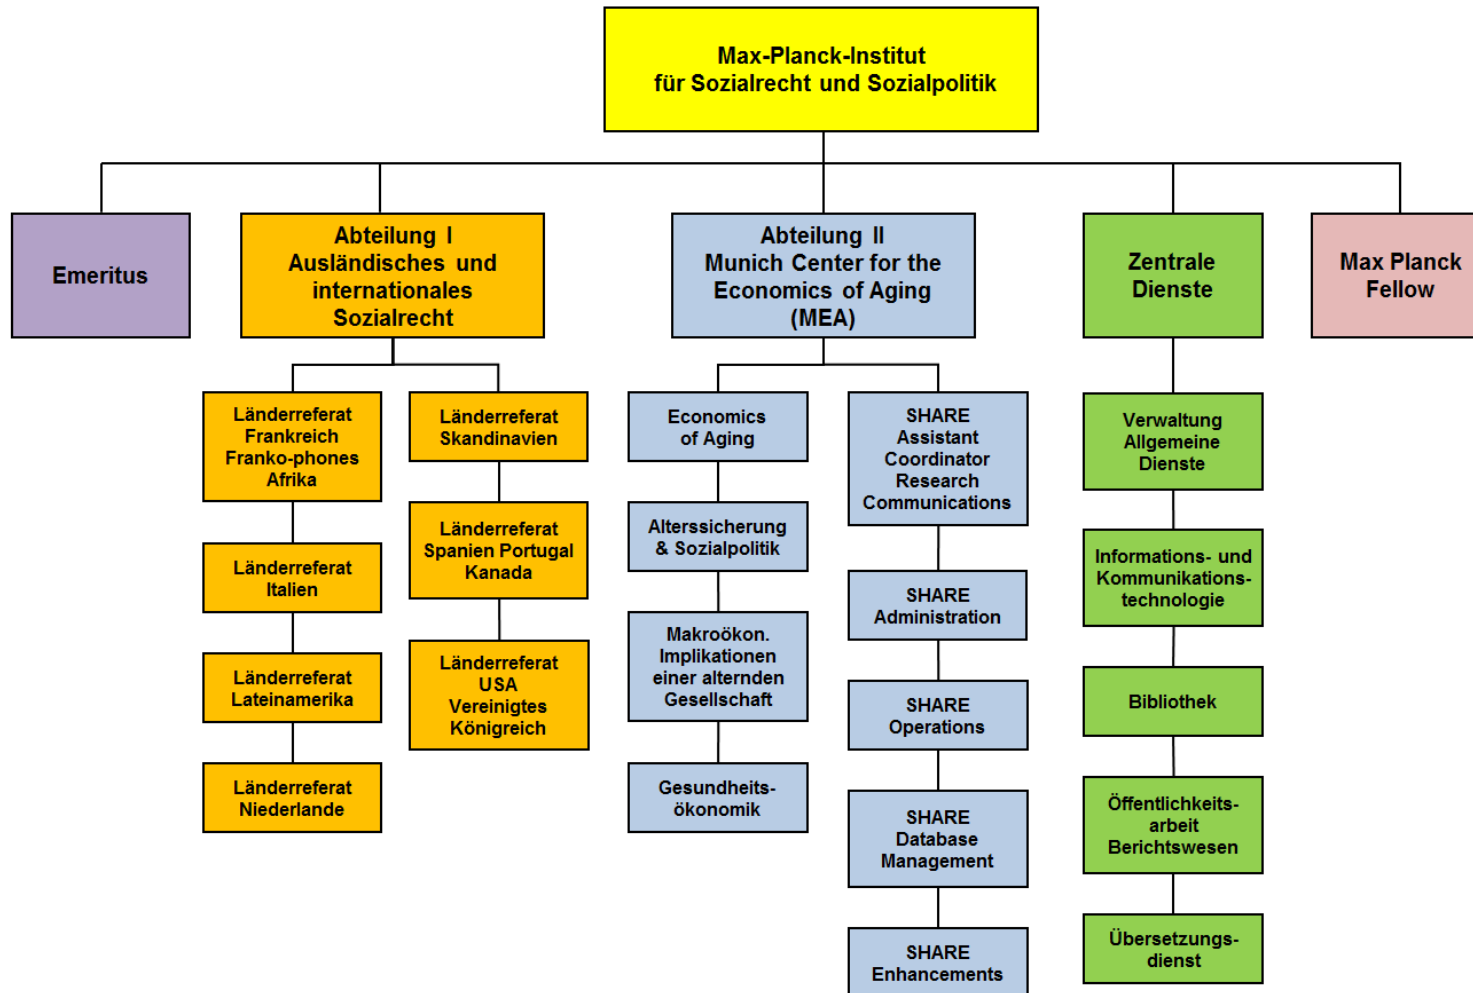 Max-Planck-Institut
für Sozialrecht und Sozialpolitik
Emeritus
Abteilung I
Ausländisches und
internationales
Sozialrecht
Abteilung II
Munich Center for the
Economics of Aging
(MEA)
Zentrale
Dienste
Max Planck
Fellow
Länderreferat
Frankreich
Franko-phones
Afrika
Länderreferat
Italien
Länderreferat
Lateinamerika
Länderreferat
Niederlande
Länderreferat
Skandinavien
Länderreferat
Spanien Portugal
Kanada
Länderreferat
USA
Vereinigtes
Königreich
Economics
of Aging
Alterssicherung
& Sozialpolitik
Makroökon.
Implikationen
einer alternden
Gesellschaft
Gesundheits-
ökonomik
SHARE
Assistant
Coordinator
Research
Communications
SHARE
Administration
SHARE
Operations
SHARE
Database
Management
SHARE
Enhancements
Verwaltung
Allgemeine
Dienste
Informations- und
Kommunikations-
technologie
Bibliothek
Öffentlichkeits-
arbeit
Berichtswesen
Übersetzungs-
dienst